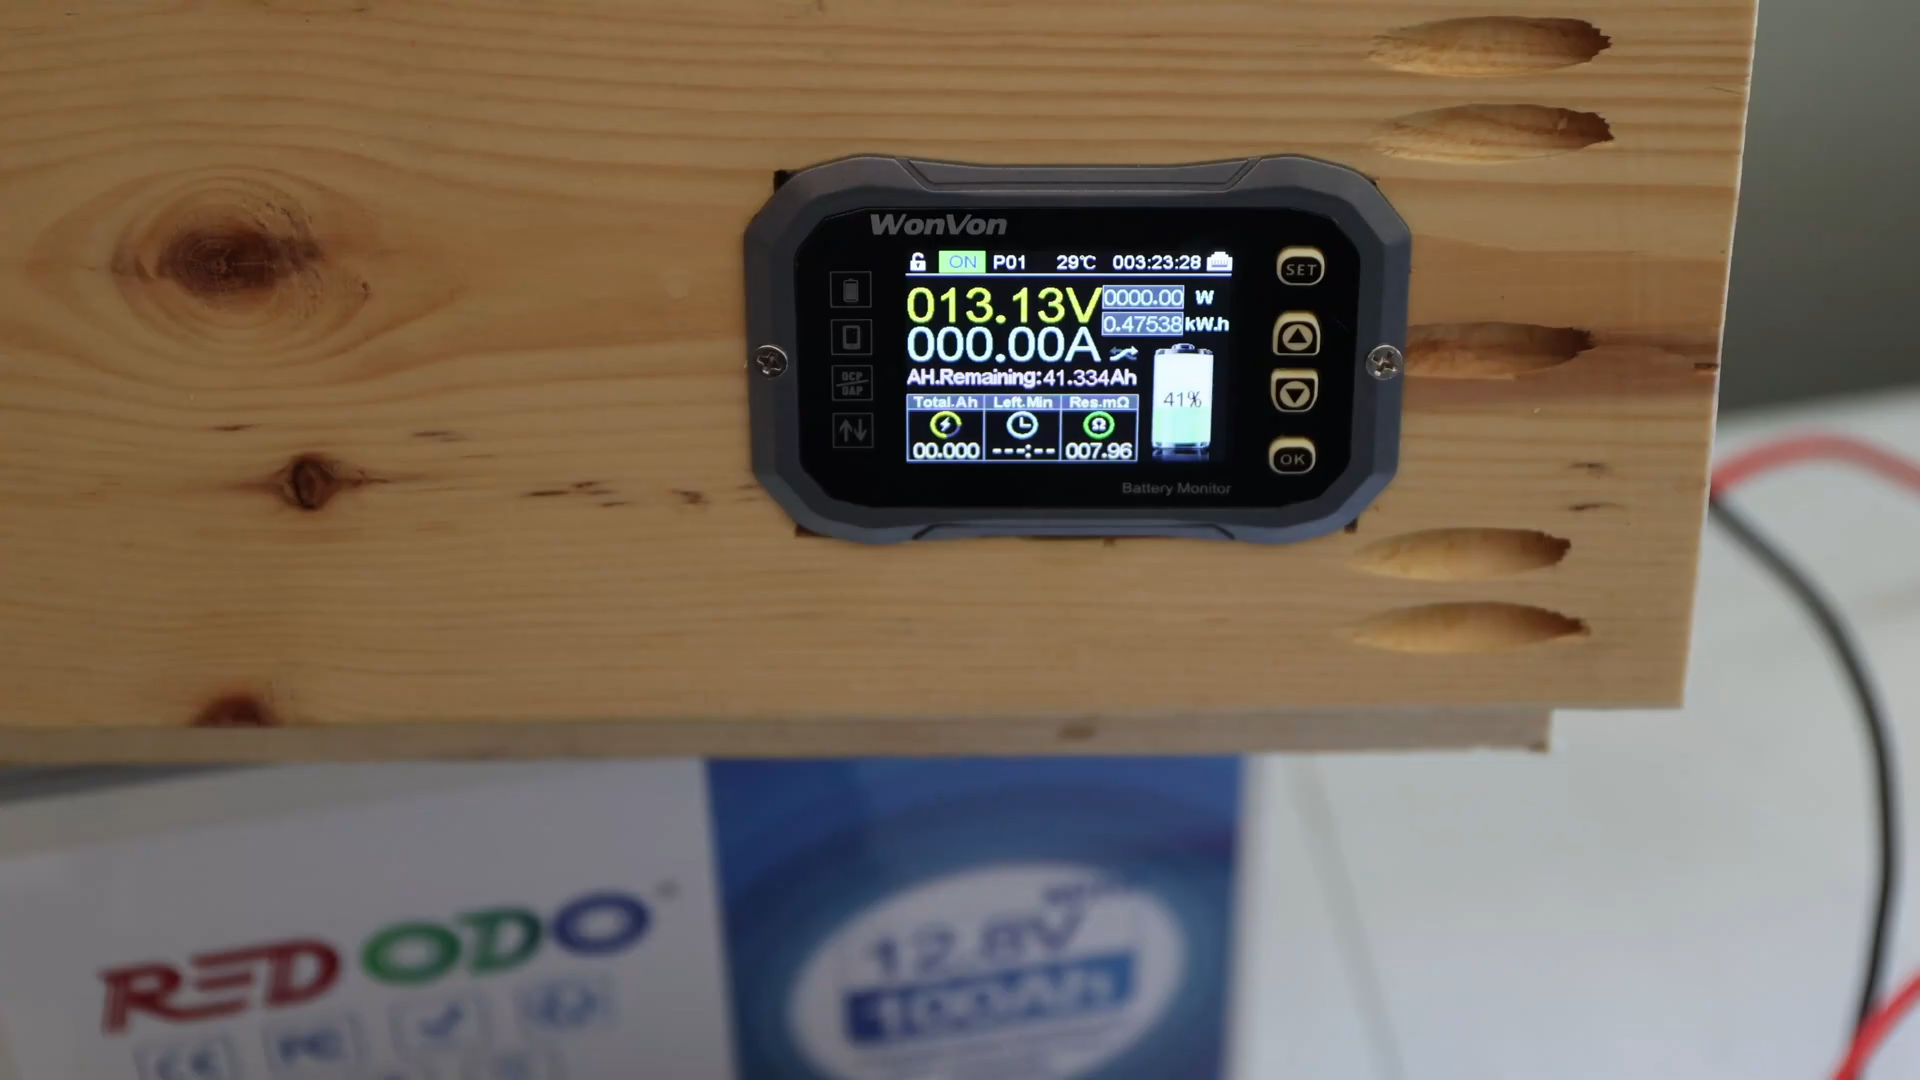 WonVon
ON P01 29℃ 003:23:28
013.13V 0000.00 W
000.00A 0.47538 kW.h
AH.Remaining:41.334Ah
41%
Total.Ah Left.Min Res.mΩ
00.000 ---:-- 007.96
OCP
OAP
SET
OK
Battery Monitor
REDODO
12.8V
100Ah